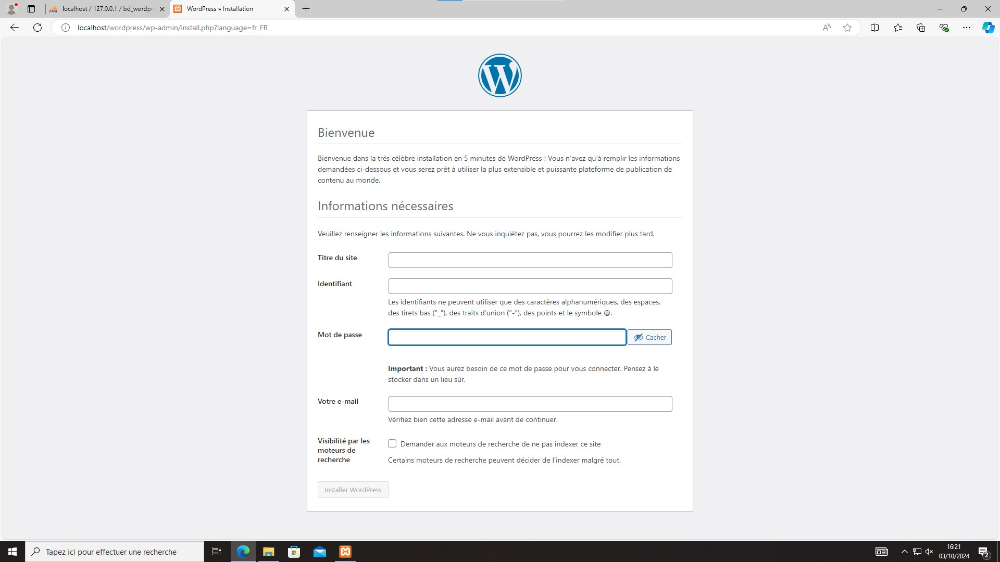 localhost / 127.0.0.1 / bd_wordpre
WordPress » Installation
localhost/wordpress/wp-admin/install.php?language=fr_FR
Bienvenue
Bienvenue dans la très célèbre installation en 5 minutes de WordPress ! Vous n’avez qu’à remplir les informations
demandées ci-dessous et vous serez prêt à utiliser la plus extensible et puissante plateforme de publication de
contenu au monde.
Informations nécessaires
Veuillez renseigner les informations suivantes. Ne vous inquiétez pas, vous pourrez les modifier plus tard.
Titre du site
Identifiant
Les identifiants ne peuvent utiliser que des caractères alphanumériques, des espaces,
des tirets bas ("_"), des traits d’union ("-"), des points et le symbole @.
Mot de passe
Cacher
Important : Vous aurez besoin de ce mot de passe pour vous connecter. Pensez à le
stocker dans un lieu sûr.
Votre e-mail
Vérifiez bien cette adresse e-mail avant de continuer.
Visibilité par les
moteurs de
recherche
Demander aux moteurs de recherche de ne pas indexer ce site
Certains moteurs de recherche peuvent décider de l’indexer malgré tout.
Installer WordPress
Tapez ici pour effectuer une recherche
16:21
03/10/2024
2